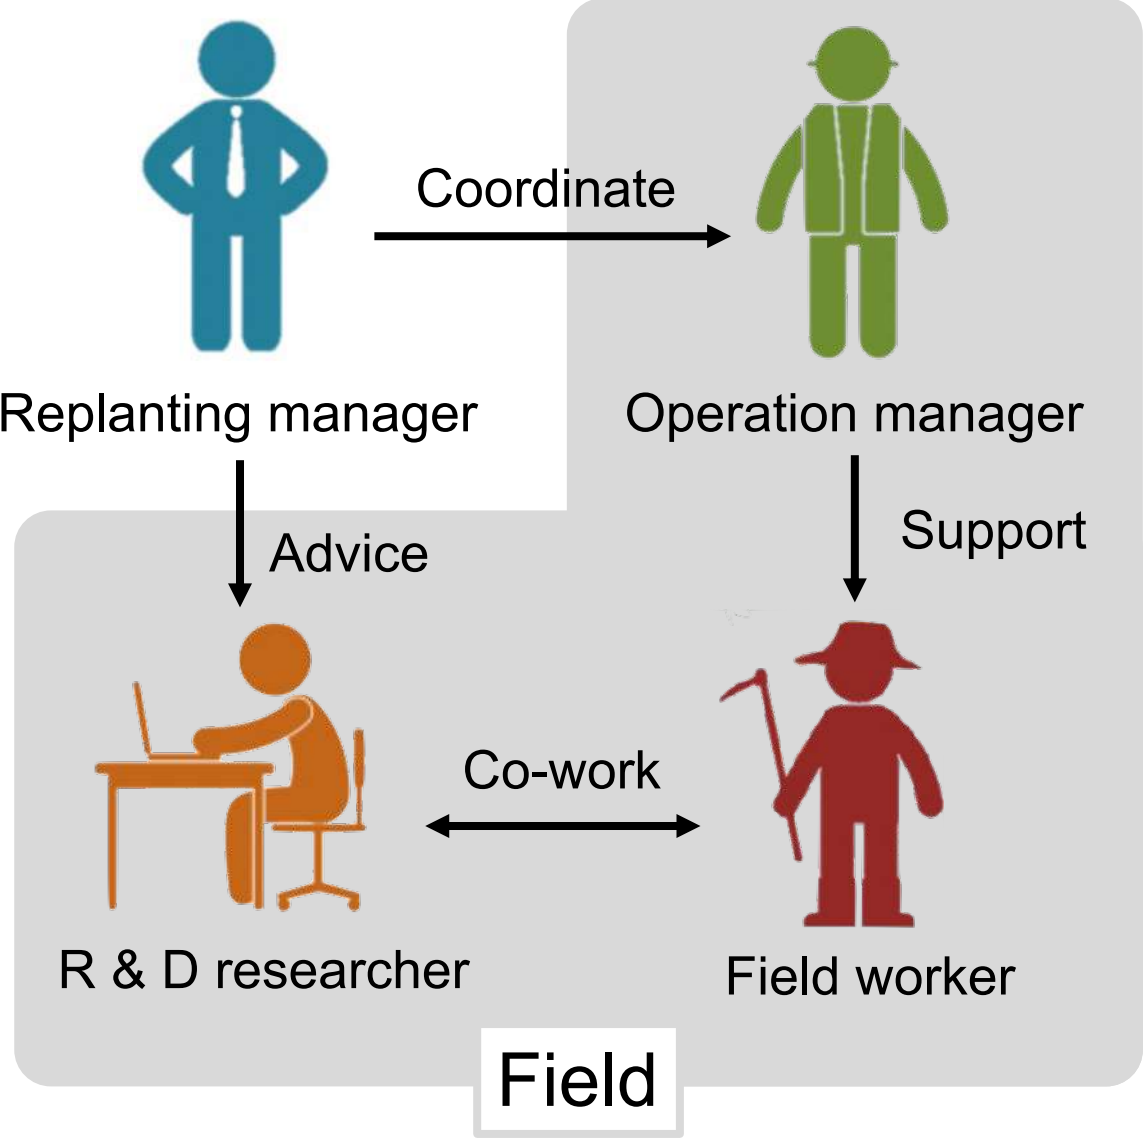 Coordinate
Replanting manager
Operation manager
Advice
Support
Co-work
R & D researcher
Field worker
Field